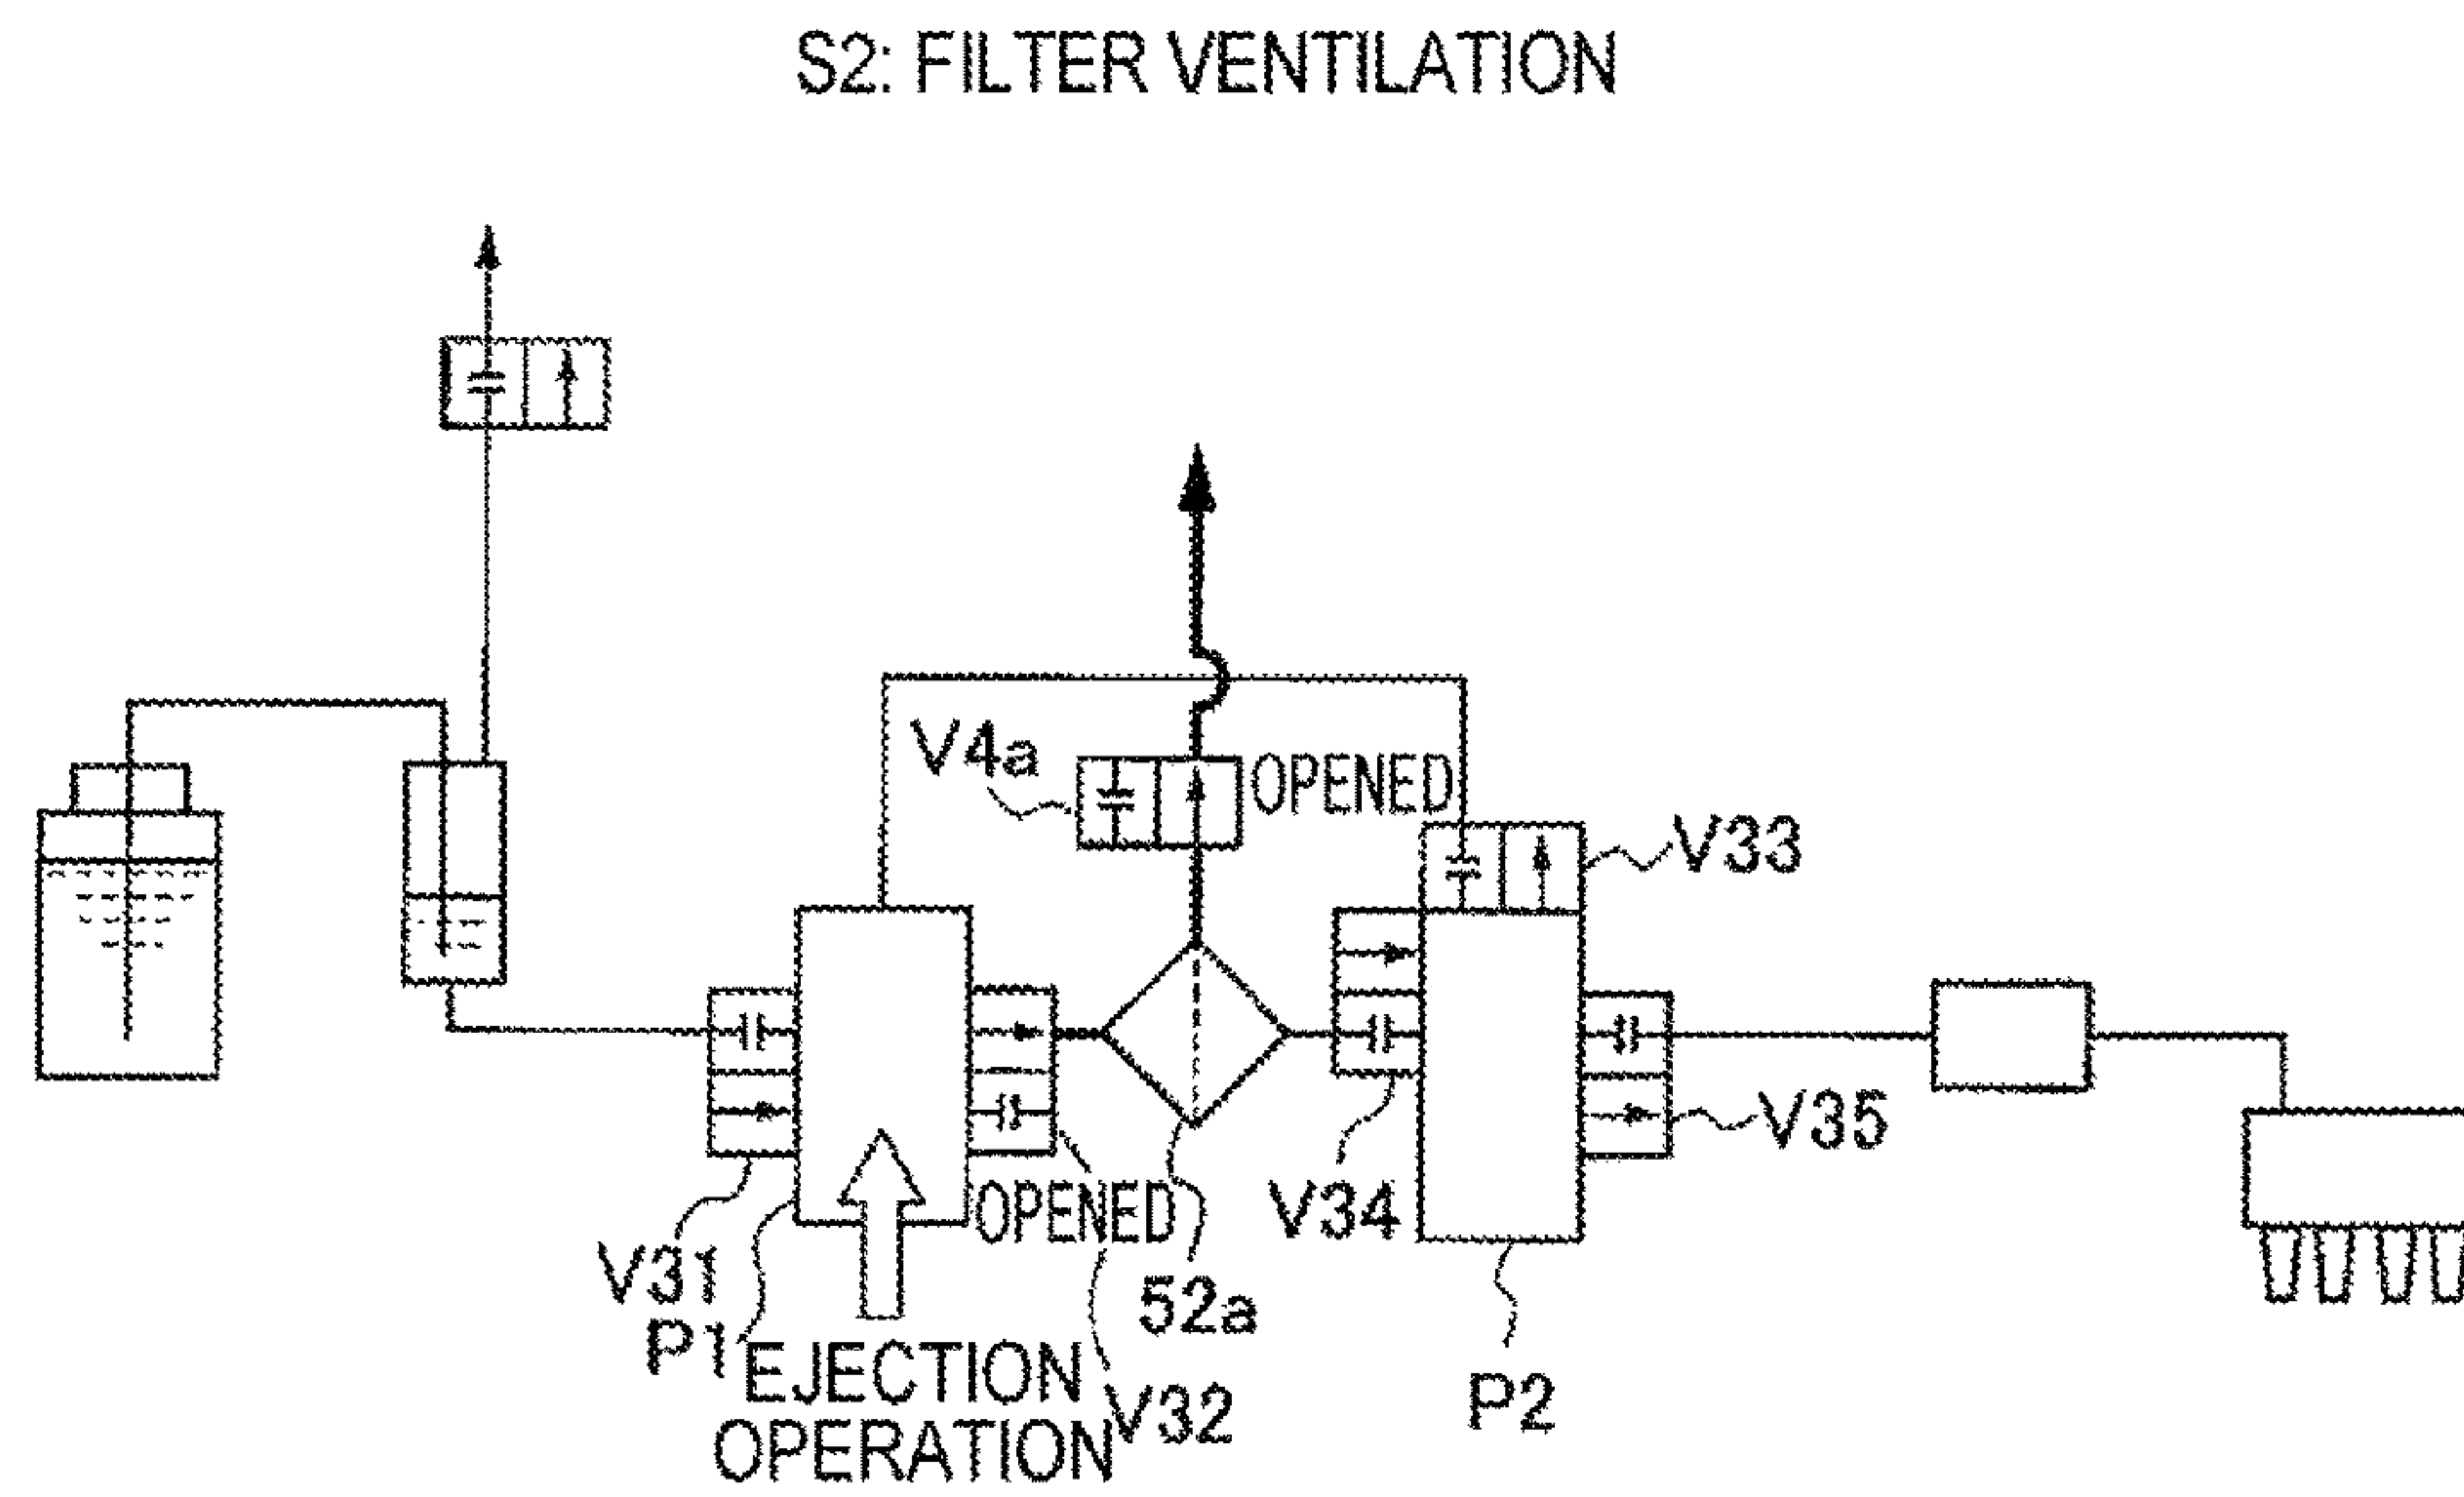 S2: FILTER VENTILATION
V4a
OPENED
V33
V35
OPENED
V34
V31
52a
P1
EJECTION
OPERATION
V32
P2